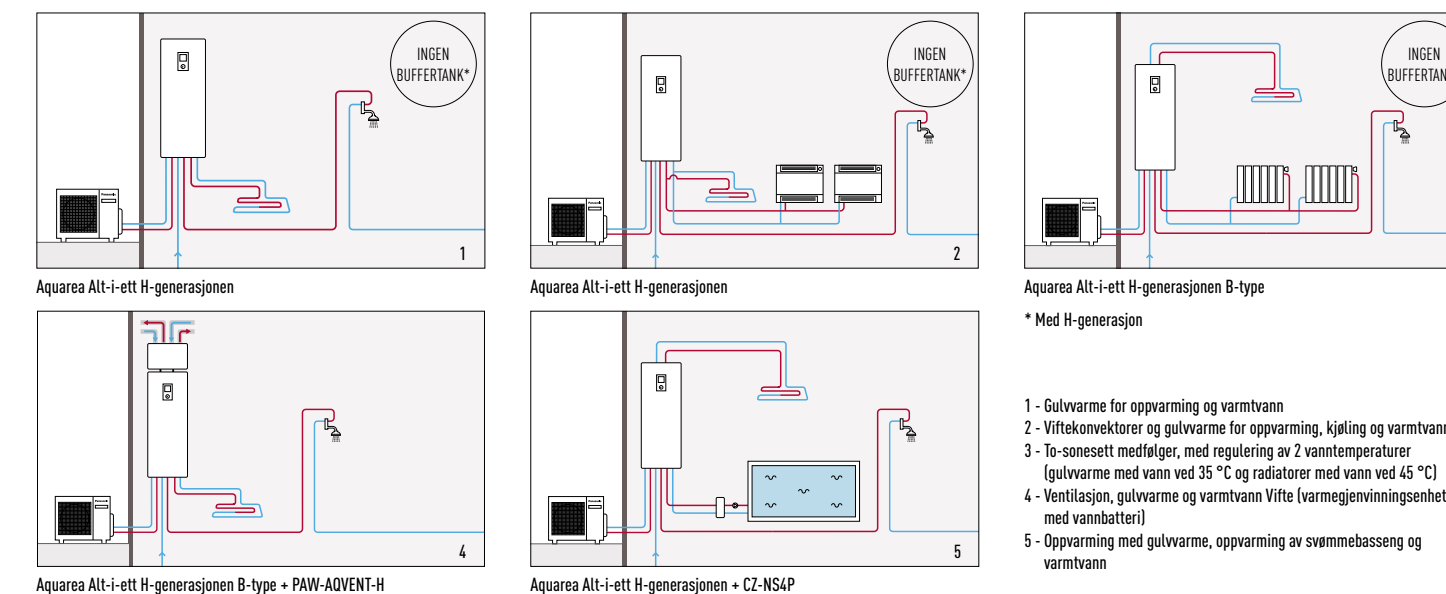 INGEN
BUFFERTANK*
1
Aquarea Alt-i-ett H-generasjonen
INGEN
BUFFERTANK*
2
Aquarea Alt-i-ett H-generasjonen
INGEN
Aquarea Alt-i-ett H-generasjonen B-type
* Med H-generasjon
4
Aquarea Alt-i-ett H-generasjonen B-type + PAW-AQVENT-H
5
Aquarea Alt-i-ett H-generasjonen + CZ-NS4P
1 - Gulvvarme for oppvarming og varmtvann
2 - Viftekonvektorer og gulvvarme for oppvarming, kjøling og varmtvann
3 - To-sonesett medfølger, med regulering av 2 vanntemperaturer
(gulvvarme med vann ved 35 °C og radiatorer med vann ved 45 °C)
4 - Ventilasjon, gulvvarme og varmtvann Vifte (varmegjenvinningsenhet
med vannbatteri)
5 - Oppvarming med gulvvarme, oppvarming av svømmebasseng og
varmtvann